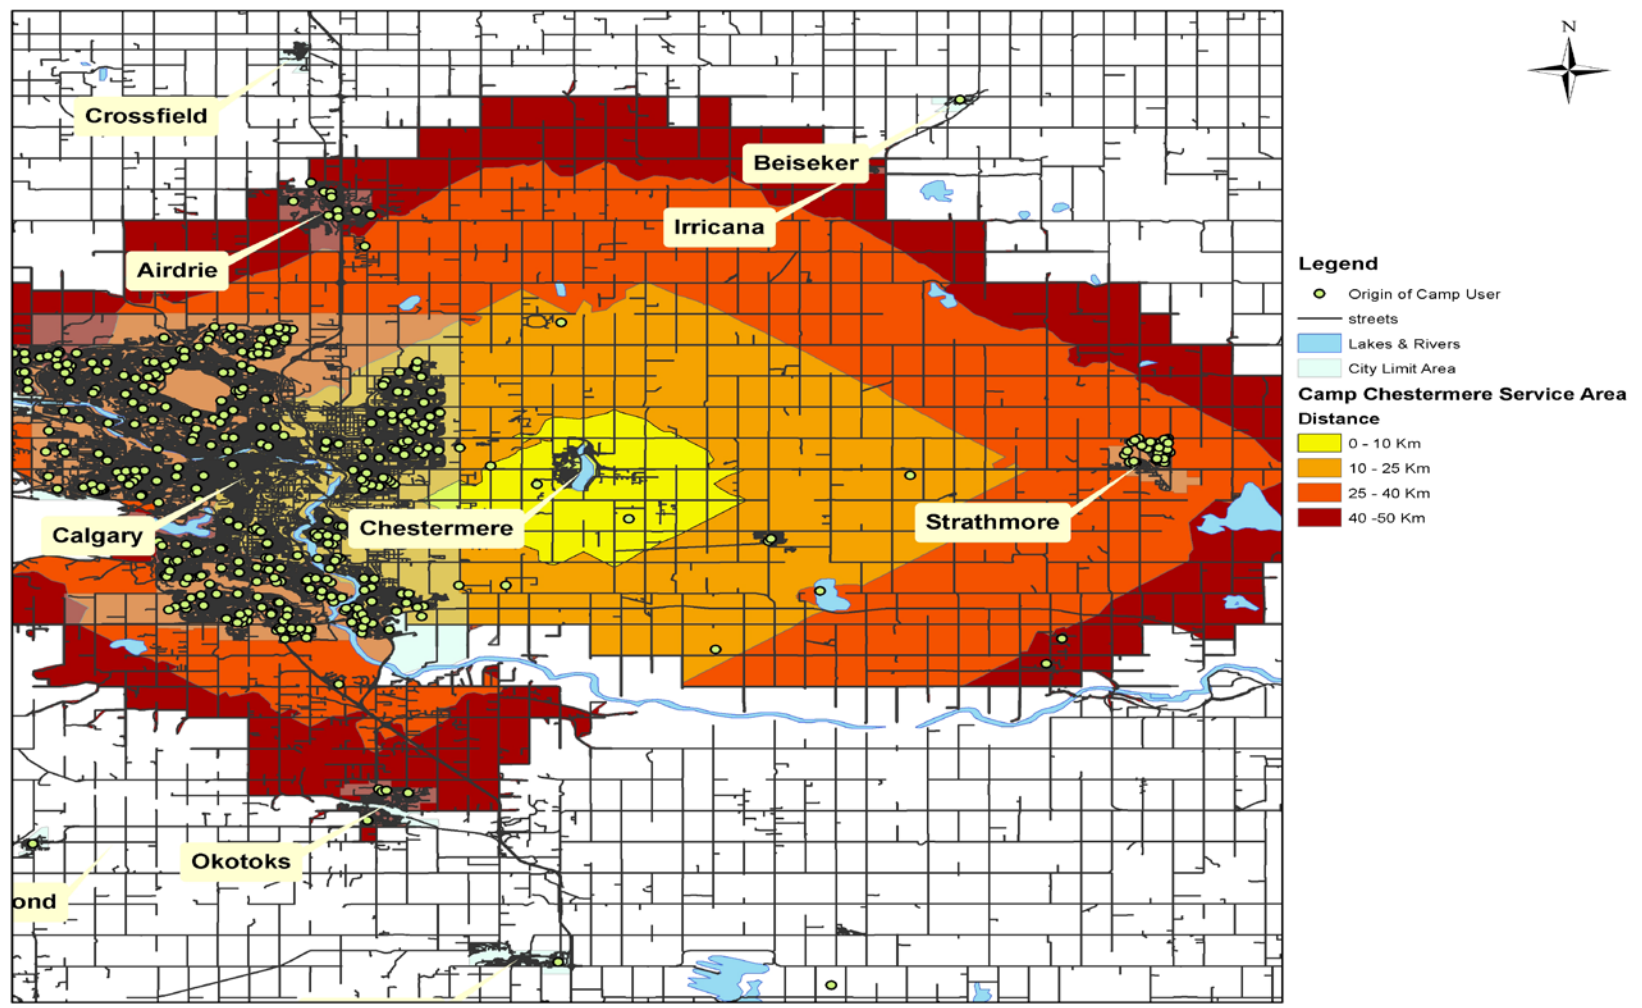 N
Crossfield
Beiseker
Irricana
Airdrie
Legend
Origin of Camp User
streets
Lakes & Rivers
City Limit Area
Camp Chestermere Service Area
Distance
0 - 10 Km
10 - 25 Km
25 - 40 Km
40 -50 Km
Strathmore
Chestermere
Calgary
Okotoks
ond